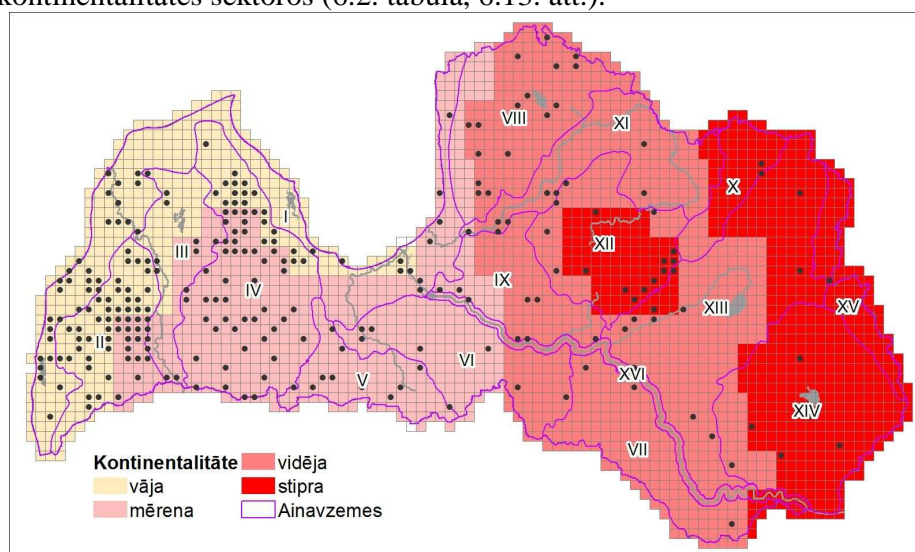 kontinentalitātes sektoros (6.2. tabula, 6.13. att.).
VIII
XI
X
I
III
XII
IV
IX
XIII
XV
II
VI
V
XVI
XIV
VII
Kontinentalitāte
vāja
mērena
vidēja
stipra
Ainavzemes